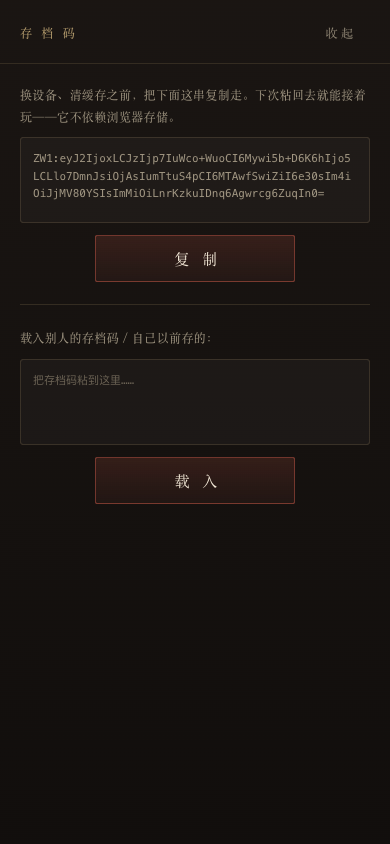 存档码
收起
换设备、清缓存之前，把下面这串复制走。下次粘回去就能接着
玩——它不依赖浏览器存储。
ZW1:eyJ2IjoxLCJzIjp7IuWco+WuoCI6Mywi5b+D6K6hIjo5
LCLlo7DmnJsiOjAsIumTtuS4pCI6MTAwfSwiZiI6e30sIm4i
OiJjMV80YSIsImMiOiLnrKzkuIDnq6Agwrcg6ZuqIn0=
复制
载入别人的存档码 / 自己以前存的：
把存档码粘到这里……
载入